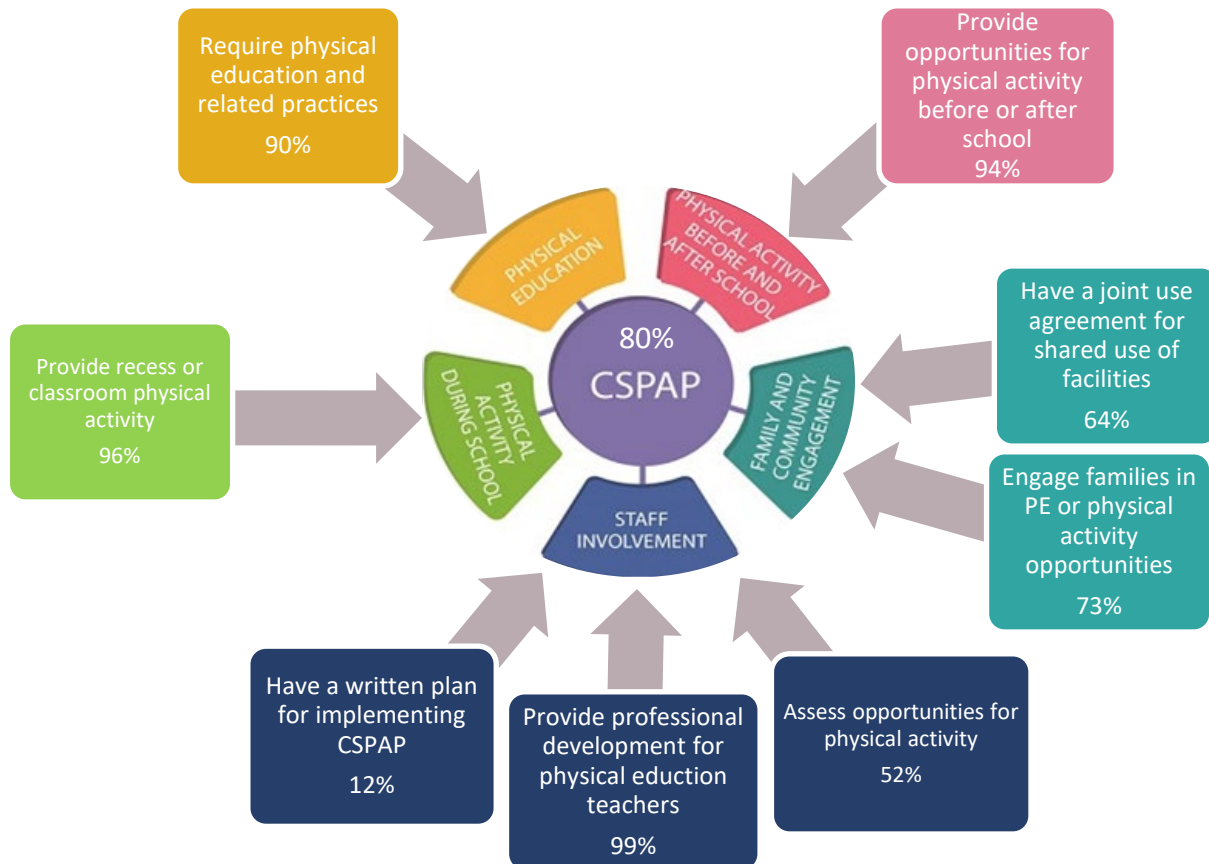 Require physical
education and
related practices
90%
Provide
opportunities for
physical activity
before or after
school
94%
PHYSICAL
EDUCATION
PHYSICAL ACTIVITY
BEFORE AND
AFTER SCHOOL
Have a joint use
agreement for
shared use of
facilities
64%
80%
CSPAP
Provide recess or
classroom physical
activity
96%
PHYSICAL
ACTIVITY
DURING SCHOOL
FAMILY AND
COMMUNITY
ENGAGEMENT
Engage families in
PE or physical
activity
opportunities
73%
STAFF
INVOLVEMENT
Have a written plan
for implementing
CSPAP
12%
Provide professional
development for
physical eduction
teachers
99%
Assess opportunities for
physical activity
52%